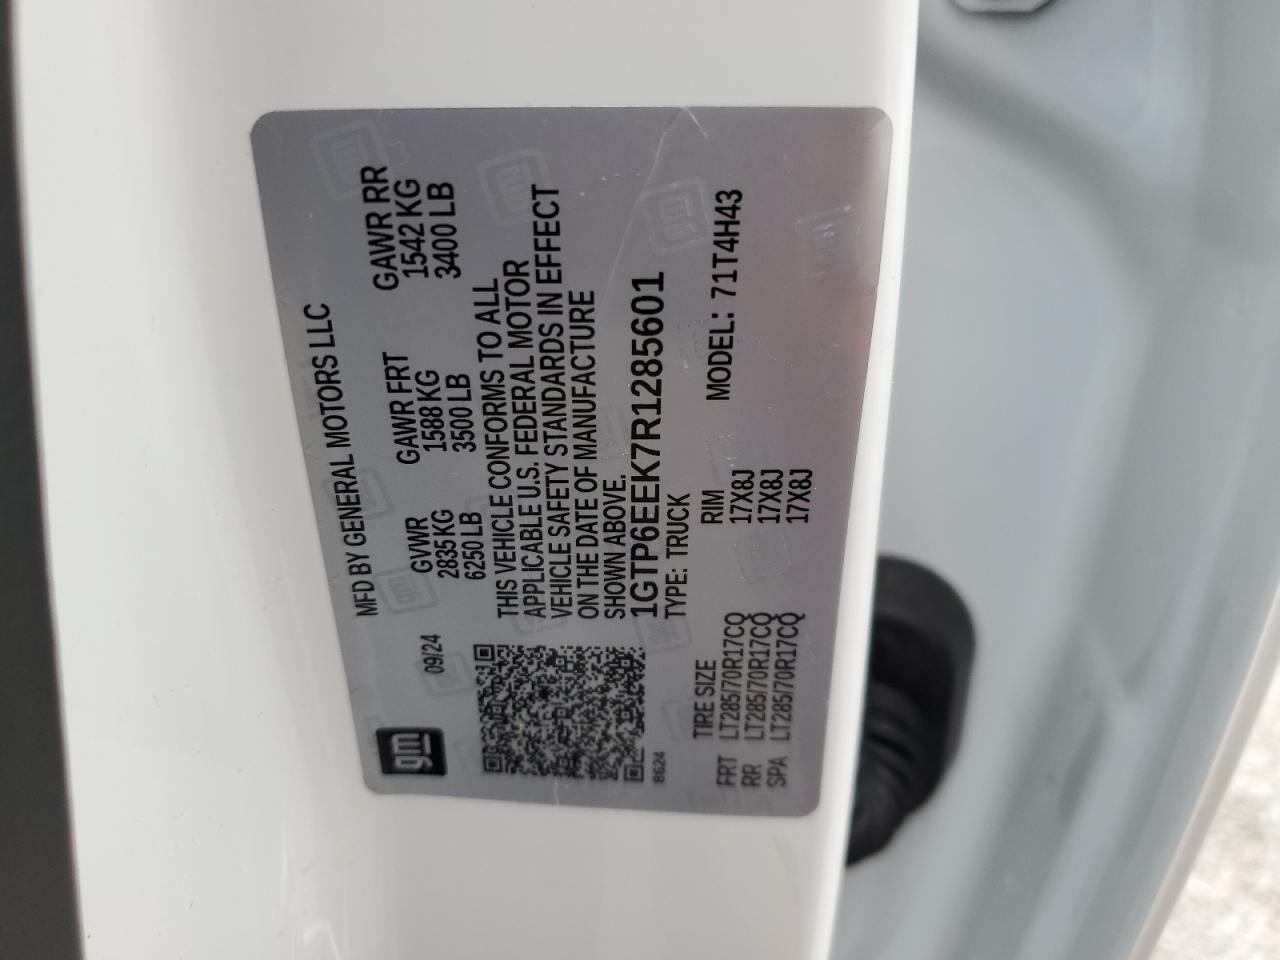 gm
09/24
MFD BY GENERAL MOTORS LLC
GVWR GAWR FRT GAWR RR
2835 KG 1588 KG 1542 KG
6250 LB 3500 LB 3400 LB
THIS VEHICLE CONFORMS TO ALL
APPLICABLE U.S. FEDERAL MOTOR
VEHICLE SAFETY STANDARDS IN EFFECT
ON THE DATE OF MANUFACTURE
SHOWN ABOVE.
1GTP6EEK7R1285601
8624
TYPE: TRUCK
TIRE SIZE RIM MODEL: 71T4H43
FRT LT285/70R17CQ 17X8J
RR LT285/70R17CQ 17X8J
SPA LT285/70R17CQ 17X8J